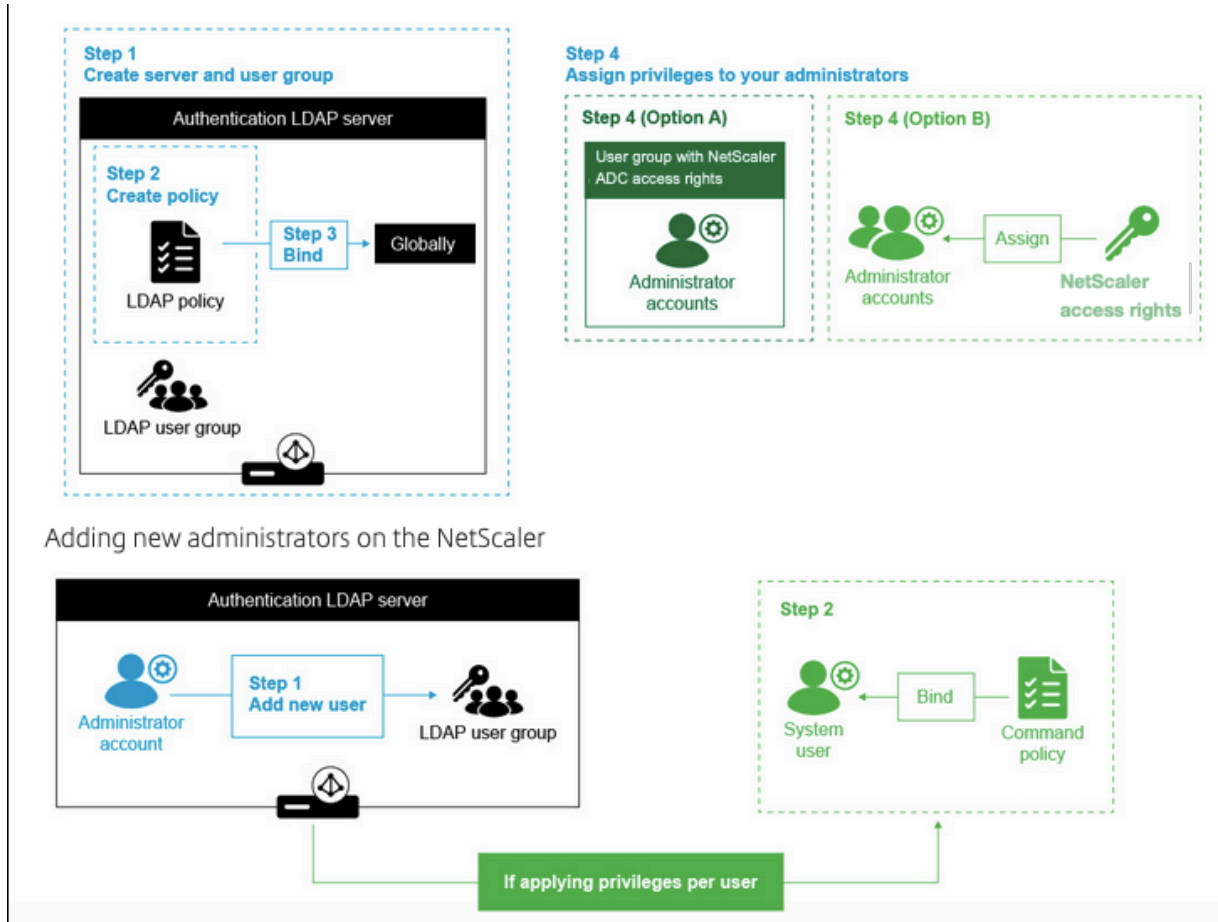 Step 1
Create server and user group
Authentication LDAP server
Step 2
Create policy
LDAP policy
Step 3
Bind
Globally
LDAP user group
Step 4
Assign privileges to your administrators
Step 4 (Option A)
User group with NetScaler
ADC access rights
Administrator
accounts
Step 4 (Option B)
Administrator
accounts
Assign
NetScaler
access rights
Adding new administrators on the NetScaler
Authentication LDAP server
Administrator
account
Step 1
Add new user
LDAP user group
Step 2
System
user
Bind
Command
policy
If applying privileges per user